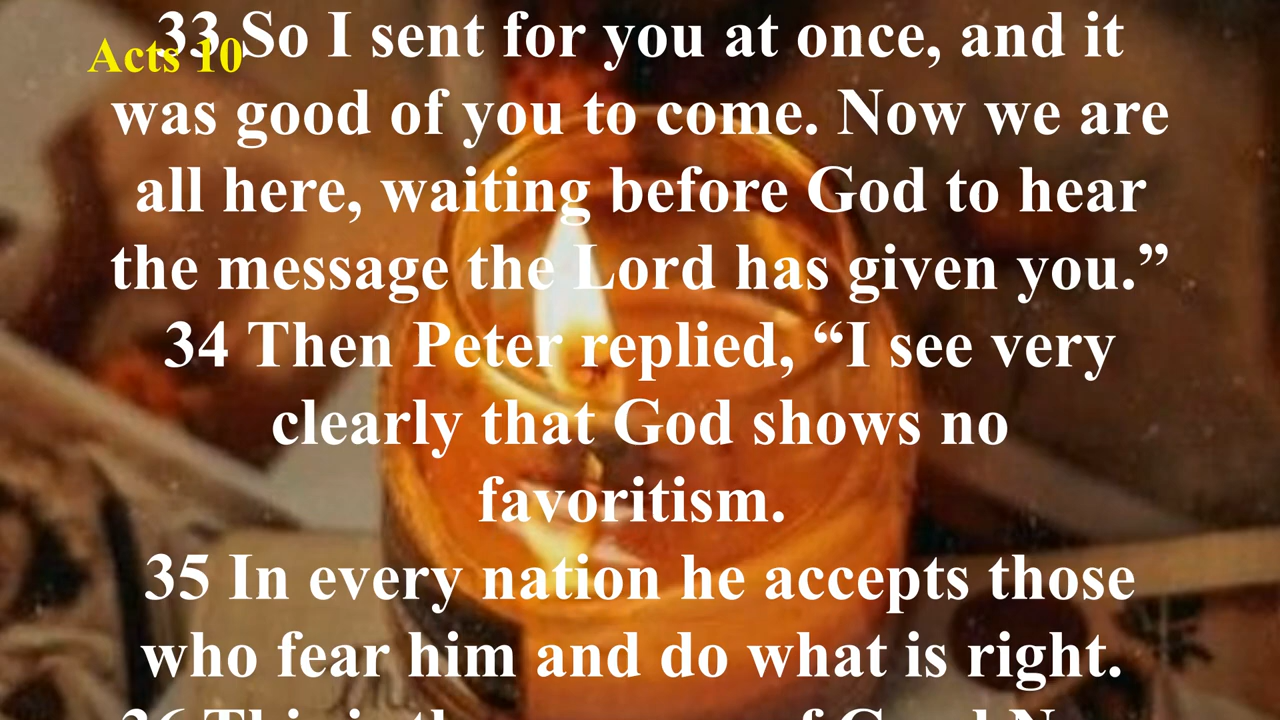 Acts 10
33 So I sent for you at once, and it
was good of you to come. Now we are
all here, waiting before God to hear
the message the Lord has given you.”
34 Then Peter replied, “I see very
clearly that God shows no
favoritism.
35 In every nation he accepts those
who fear him and do what is right.